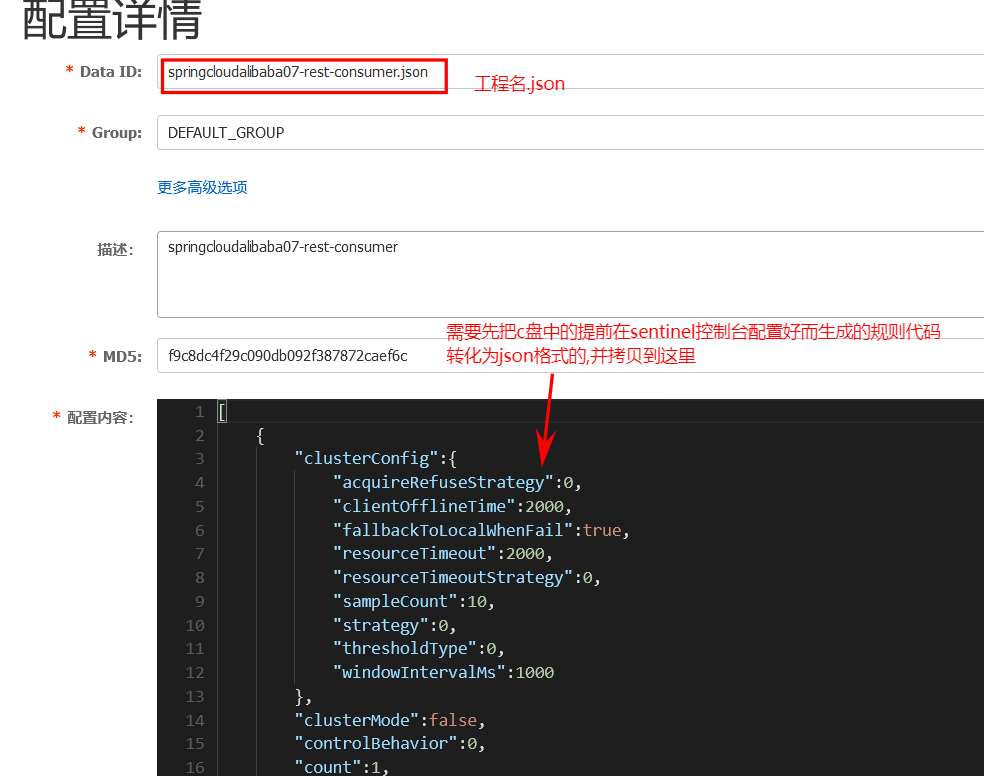 配置详情
* Data ID: springcloudalibaba07-rest-consumer.json 工程名.json
* Group: DEFAULT_GROUP
更多高级选项
描述: springcloudalibaba07-rest-consumer
需要先把c盘中的提前在sentinel控制台配置好而生成的规则代码
转化为json格式的,并拷贝到这里
* MD5: f9c8dc4f29c090db092f387872caef6c
* 配置内容:
1 [
2 {
3 "clusterConfig":{
4 "acquireRefuseStrategy":0,
5 "clientOfflineTime":2000,
6 "fallbackToLocalWhenFail":true,
7 "resourceTimeout":2000,
8 "resourceTimeoutStrategy":0,
9 "sampleCount":10,
10 "strategy":0,
11 "thresholdType":0,
12 "windowIntervalMs":1000
13 },
14 "clusterMode":false,
15 "controlBehavior":0,
16 "count":1,